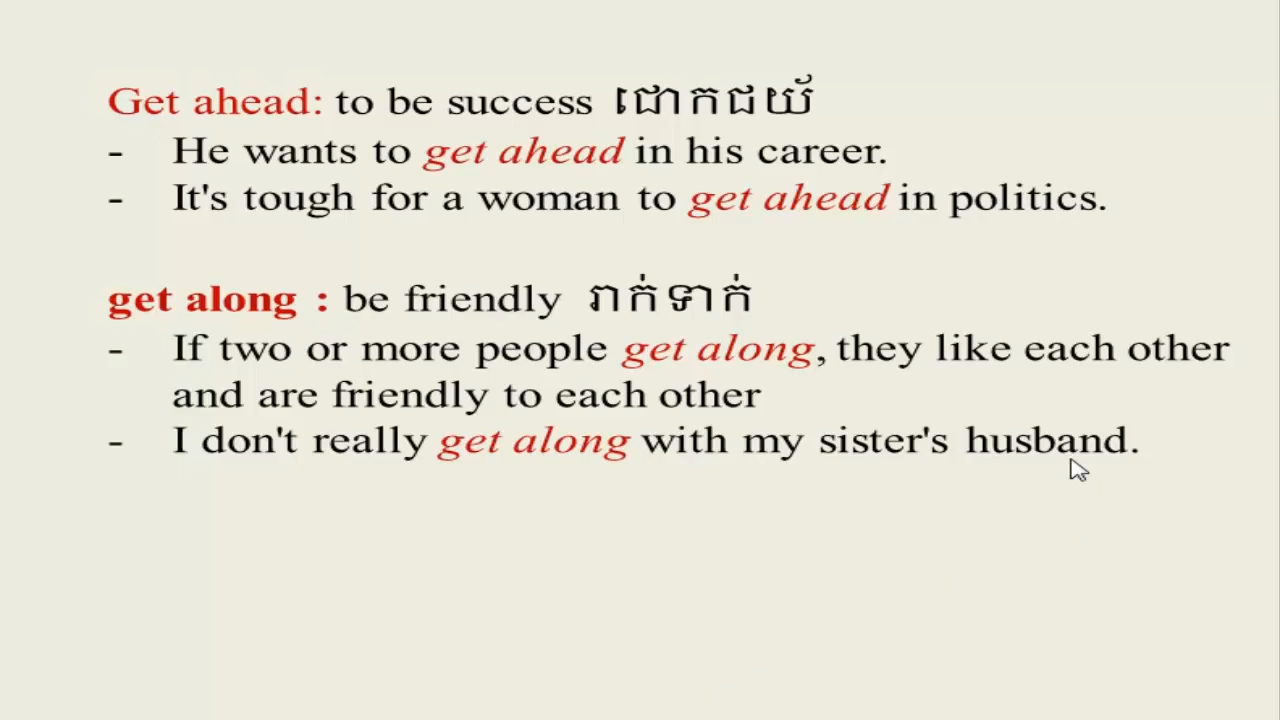 Get ahead: to be success ជោកជយ័
- He wants to get ahead in his career.
- It's tough for a woman to get ahead in politics.
get along : be friendly រាក់ទាក់
- If two or more people get along, they like each other
and are friendly to each other
- I don't really get along with my sister's husband.